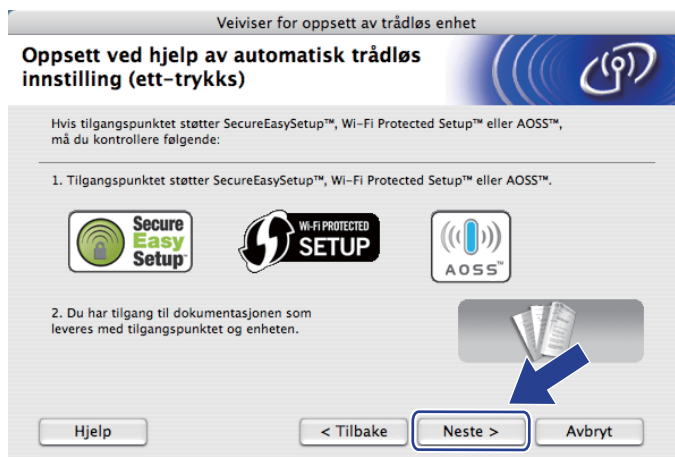 Veiviser for oppsett av trådløs enhet
Oppsett ved hjelp av automatisk trådløs
innstilling (ett-trykks)
Hvis tilgangspunktet støtter SecureEasySetup™, Wi-Fi Protected Setup™ eller AOSS™,
må du kontrollere følgende:
1. Tilgangspunktet støtter SecureEasySetup™, Wi-Fi Protected Setup™ eller AOSS™.
Secure
Easy
Setup™
Wi-Fi PROTECTED
SETUP
AOSS™
2. Du har tilgang til dokumentasjonen som
leveres med tilgangspunktet og enheten.
Hjelp
< Tilbake
Neste >
Avbryt